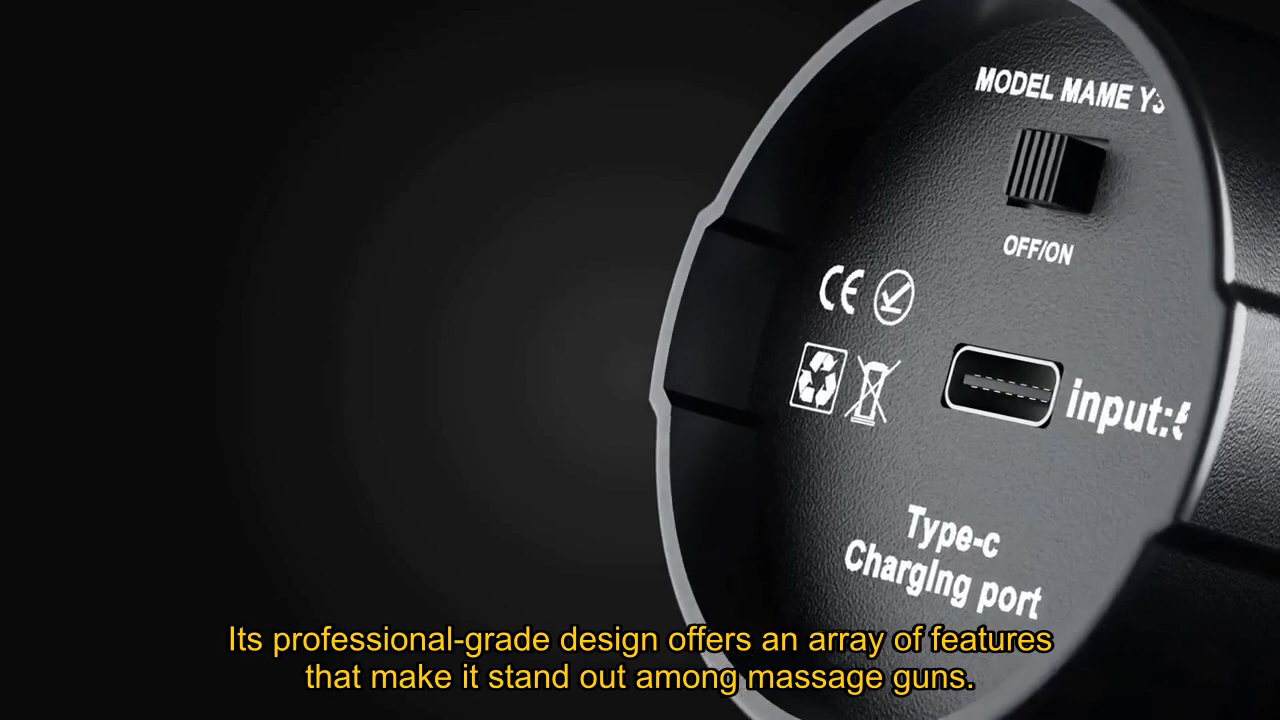 MODEL MAME Y3
OFF/ON
CE
input:
Type-c
Charging port
Its professional-grade design offers an array of features
that make it stand out among massage guns.